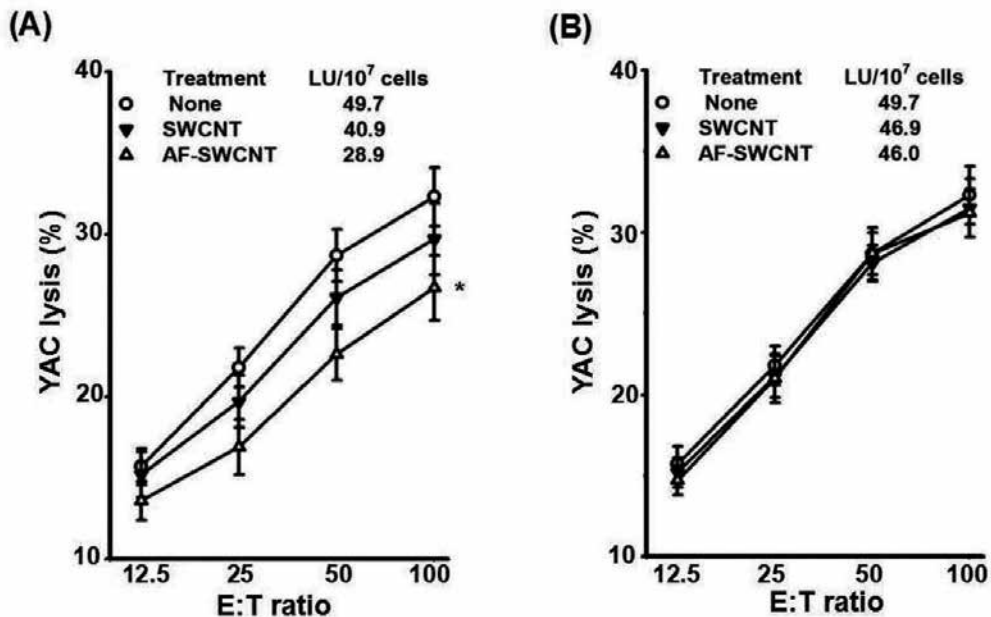 (A)
Treatment LU/10⁷ cells
None 49.7
SWCNT 40.9
AF-SWCNT 28.9
40
30
20
10
YAC lysis (%)
*
12.5 25 50 100
E:T ratio
(B)
Treatment LU/10⁷ cells
None 49.7
SWCNT 46.9
AF-SWCNT 46.0
40
30
20
10
YAC lysis (%)
12.5 25 50 100
E:T ratio